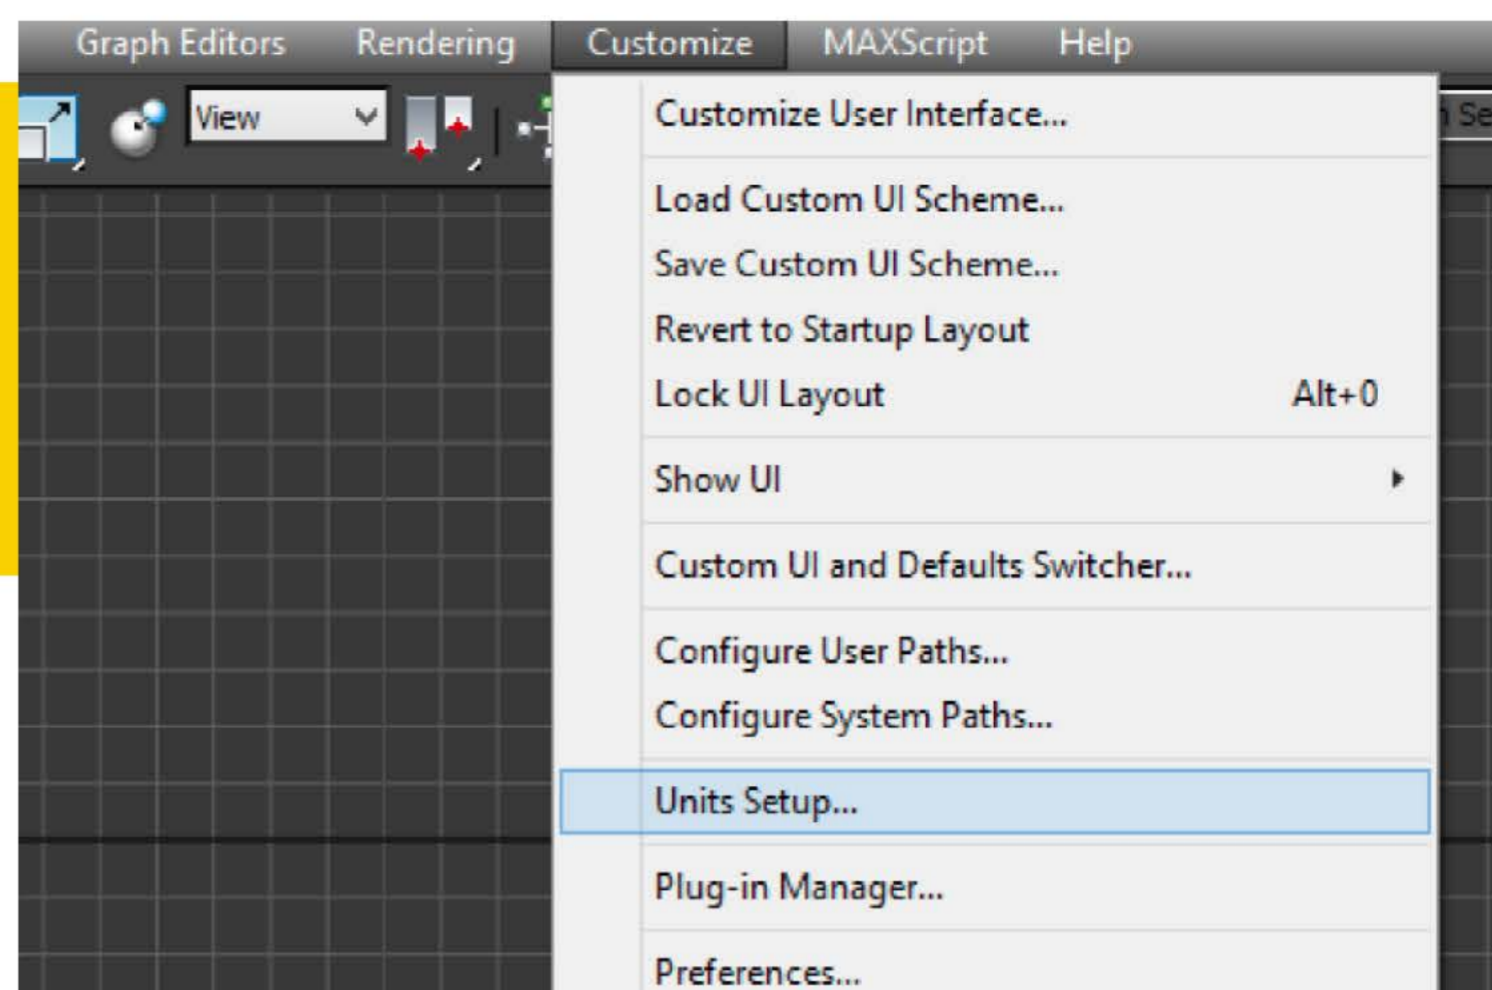 Graph Editors Rendering Customize MAXScript Help
View
Customize User Interface...
Load Custom UI Scheme...
Save Custom UI Scheme...
Revert to Startup Layout
Lock UI Layout Alt+0
Show UI
Custom UI and Defaults Switcher...
Configure User Paths...
Configure System Paths...
Units Setup...
Plug-in Manager...
Preferences...